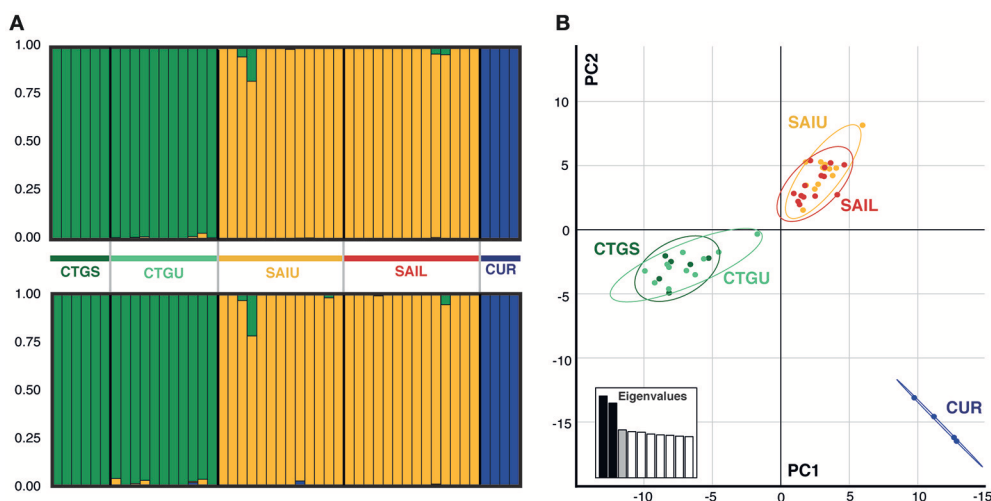 A
1.00
0.75
0.50
0.25
0.00
CTGS CTGU SAIU SAIL CUR
1.00
0.75
0.50
0.25
0.00
B
PC2
10
5
0
-5
-10
-15
SAIU
SAIL
CTGS
CTGU
CUR
Eigenvalues
PC1
-10 -5 0 5 10 -15